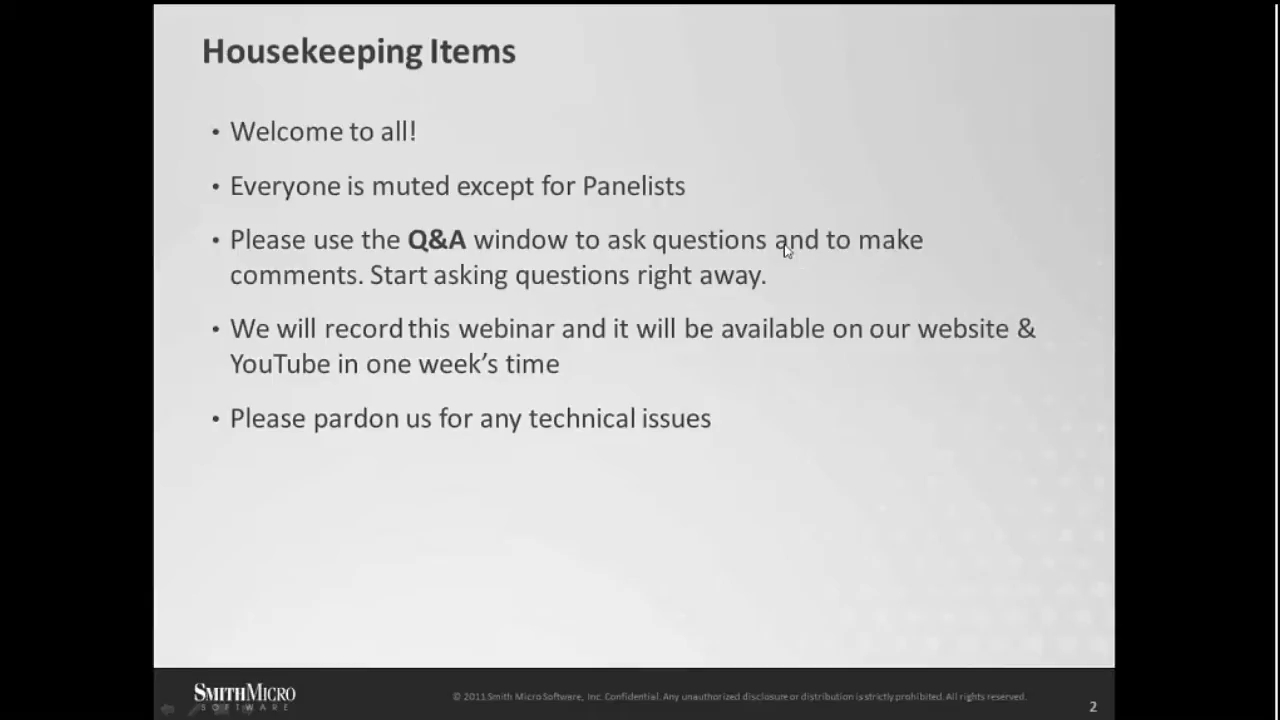 Housekeeping Items
• Welcome to all!
• Everyone is muted except for Panelists
• Please use the Q&A window to ask questions and to make
comments. Start asking questions right away.
• We will record this webinar and it will be available on our website &
YouTube in one week’s time
• Please pardon us for any technical issues
SMITHMICRO
SOFTWARE
© 2011 Smith Micro Software, Inc. Confidential. Any unauthorized disclosure or distribution is strictly prohibited. All rights reserved.
2